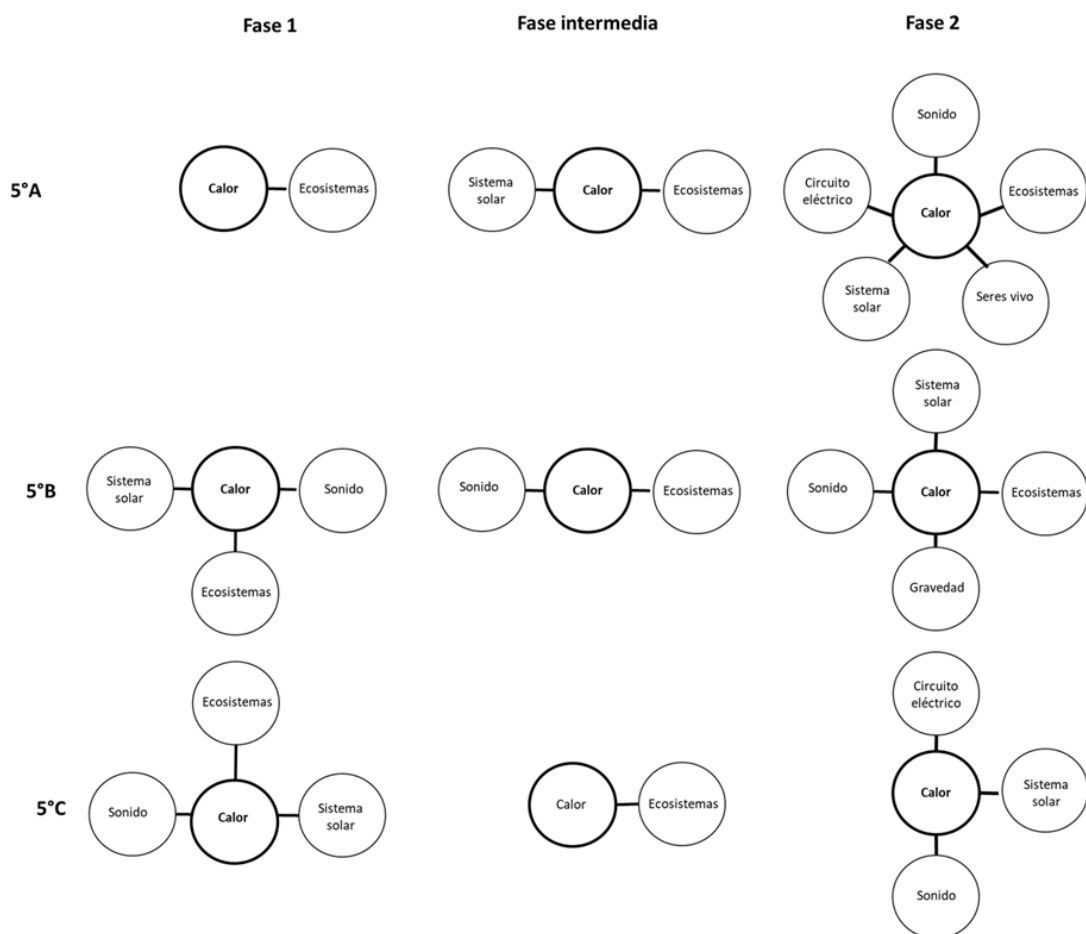 Fase 1
Fase intermedia
Fase 2
5°A
Calor
Ecosistemas
Sistema
solar
Calor
Ecosistemas
Sonido
Circuito
eléctrico
Ecosistemas
Calor
Sistema
solar
Seres vivo
5°B
Sistema
solar
Calor
Sonido
Ecosistemas
Sonido
Calor
Ecosistemas
Sistema
solar
Sonido
Calor
Ecosistemas
Gravedad
5°C
Ecosistemas
Sonido
Calor
Sistema
solar
Calor
Ecosistemas
Circuito
eléctrico
Calor
Sistema
solar
Sonido